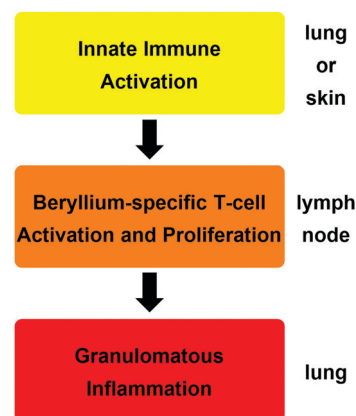 Innate Immune
Activation
lung
or
skin
Beryllium-specific T-cell
Activation and Proliferation
lymph
node
Granulomatous
Inflammation
lung